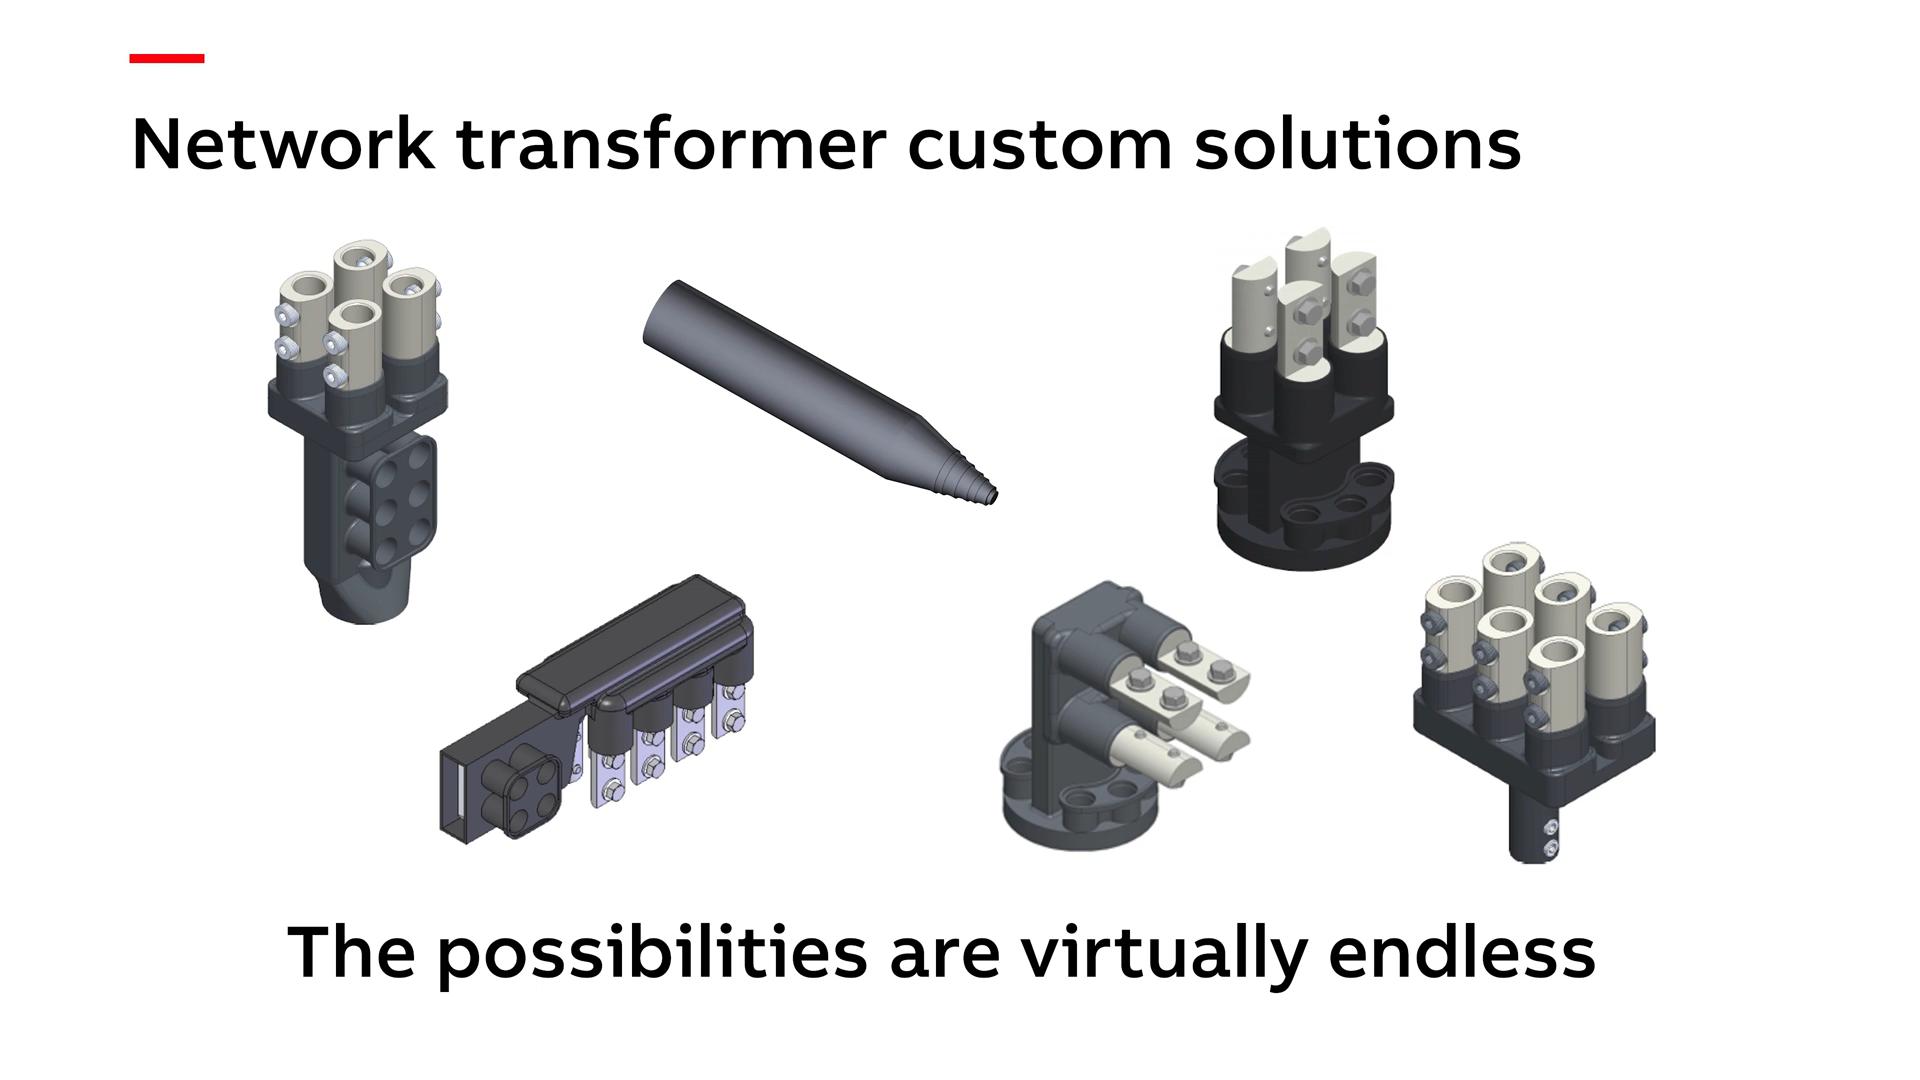 Network transformer custom solutions
The possibilities are virtually endless